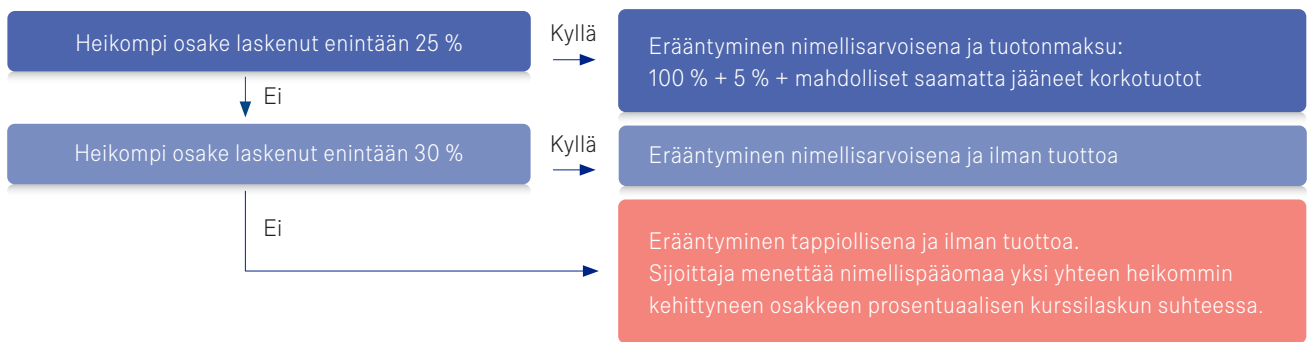 Heikompi osake laskenut enintään 25 %
Kyllä
Erääntyminen nimellisarvoisena ja tuotonmaksu:
100 % + 5 % + mahdolliset saamatta jääneet korkotuotot
Ei
Heikompi osake laskenut enintään 30 %
Kyllä
Erääntyminen nimellisarvoisena ja ilman tuottoa
Ei
Erääntyminen tappiollisena ja ilman tuottoa.
Sijoittaja menettää nimellispääomaa yksi yhteen heikommin
kehittyneen osakkeen prosentuaalisen kurssilaskun suhteessa.